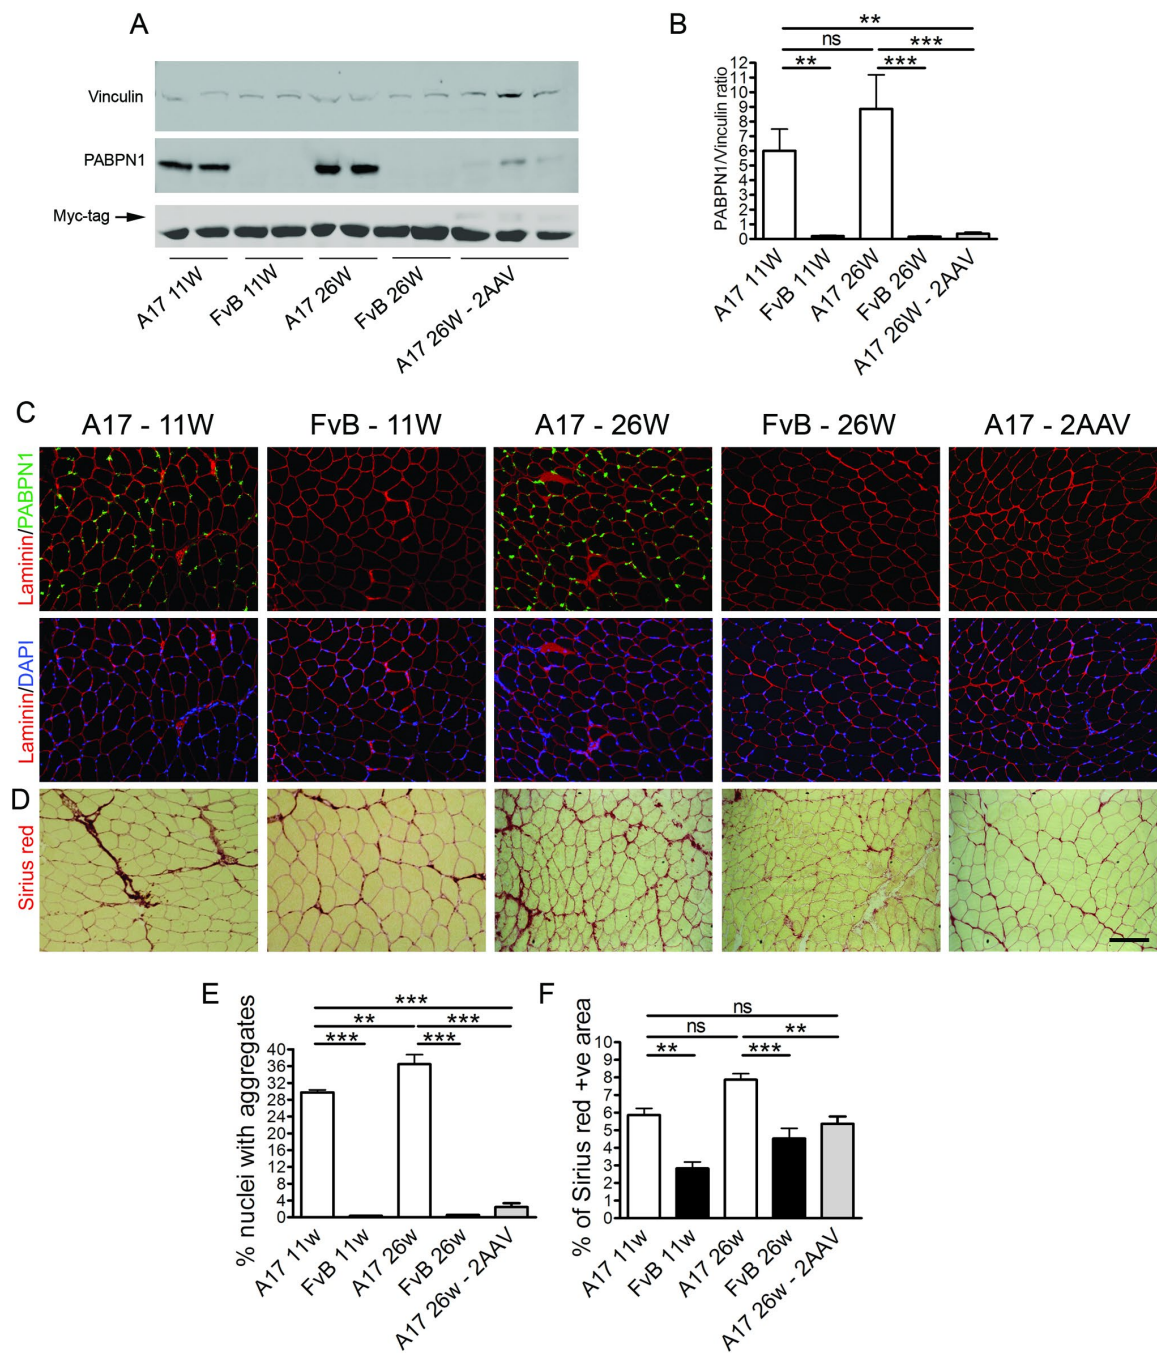 A
Vinculin
PABPN1
Myc-tag
A17 11W
FvB 11W
A17 26W
FvB 26W
A17 26W - 2AAV
B
**
ns
***
**
***
PABPN1/Vinculin ratio
12
11
10
9
8
7
6
5
4
3
2
1
0
A17 11W
FvB 11W
A17 26W
FvB 26W
A17 26W - 2AAV
C
A17 - 11W
FvB - 11W
A17 - 26W
FvB - 26W
A17 - 2AAV
Laminin/PABPN1
Laminin/DAPI
D
Sirius red
E
***
**
***
***
***
% nuclei with aggregates
40
36
32
28
24
20
16
12
8
4
0
A17 11w
FvB 11w
A17 26w
FvB 26w
A17 26w - 2AAV
F
ns
ns
**
**
***
% of Sirius red +ve area
10
9
8
7
6
5
4
3
2
1
0
A17 11w
FvB 11w
A17 26w
FvB 26w
A17 26w - 2AAV